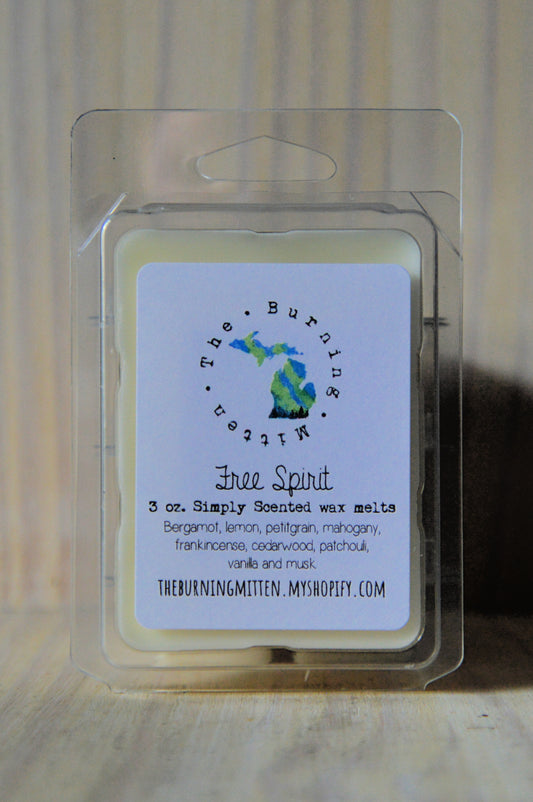 The • Burning • Mitten •
Free Spirit
3 oz. Simply Scented wax melts
Bergamot, lemon, petitgrain, mahogany,
frankincense, cedarwood, patchouli,
vanilla and musk
THEBURNINGMITTEN.MYSHOPIFY.COM